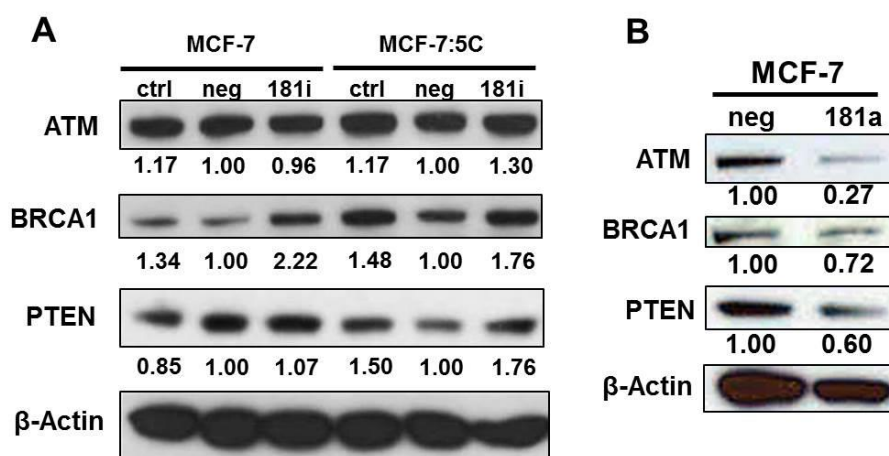 A
MCF-7 MCF-7:5C
ctrl neg 181i ctrl neg 181i
ATM
1.17 1.00 0.96 1.17 1.00 1.30
BRCA1
1.34 1.00 2.22 1.48 1.00 1.76
PTEN
0.85 1.00 1.07 1.50 1.00 1.76
β-Actin
B
MCF-7
neg 181a
ATM
1.00 0.27
BRCA1
1.00 0.72
PTEN
1.00 0.60
β-Actin